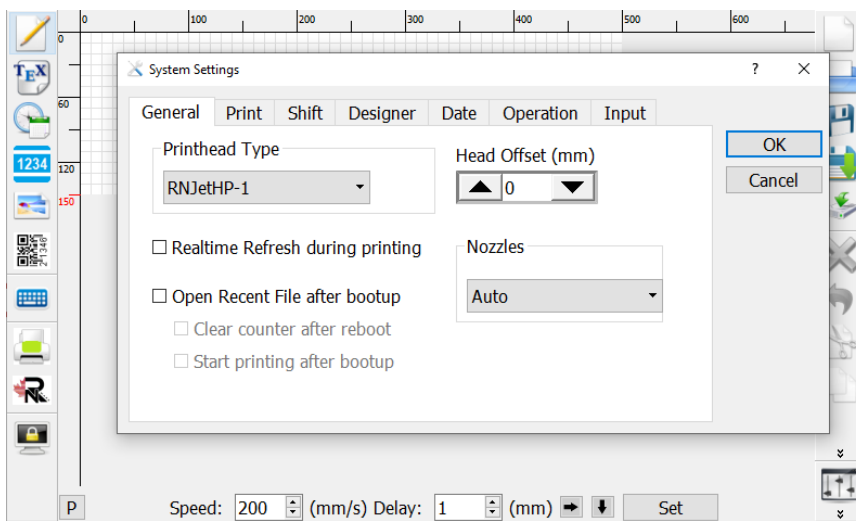 0 100 200 300 400 500 600
0
60
120
150
TEX
1234
System Settings ?
General Print Shift Designer Date Operation Input
Printhead Type
RNJetHP-1
Head Offset (mm)
0
OK
Cancel
Realtime Refresh during printing
Nozzles
Auto
Open Recent File after bootup
Clear counter after reboot
Start printing after bootup
P Speed: 200 (mm/s) Delay: 1 (mm) Set